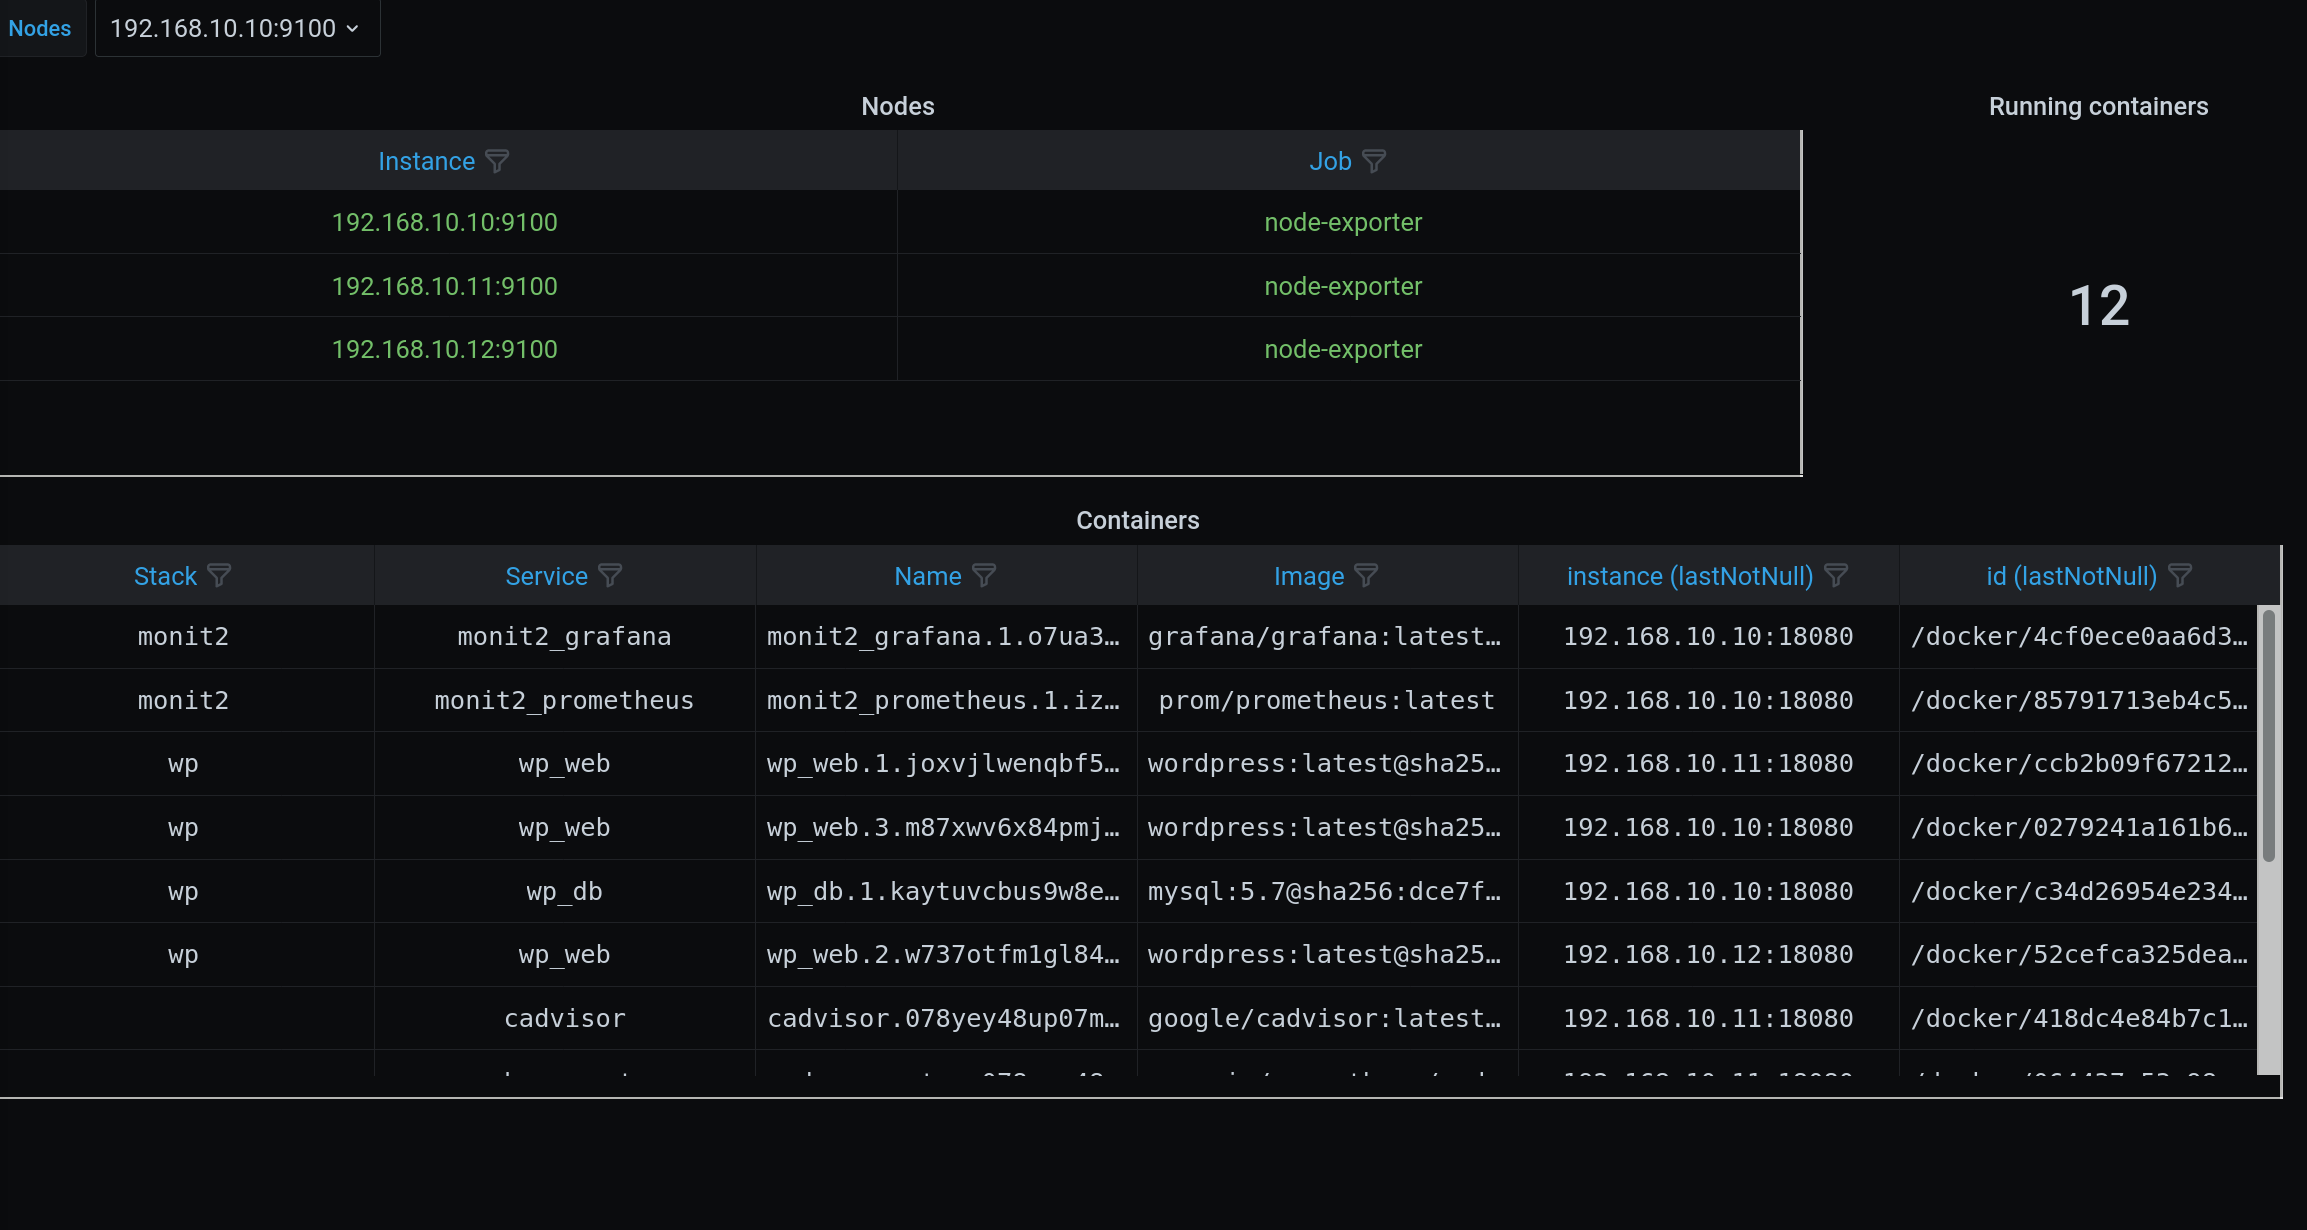 Nodes 192.168.10.10:9100
Nodes
Running containers
Instance Job
192.168.10.10:9100 node-exporter
192.168.10.11:9100 node-exporter
12
192.168.10.12:9100 node-exporter
Containers
Stack Service Name Image instance (lastNotNull) id (lastNotNull)
monit2 monit2_grafana monit2_grafana.1.o7ua3… grafana/grafana:latest… 192.168.10.10:18080 /docker/4cf0ece0aa6d3…
monit2 monit2_prometheus monit2_prometheus.1.iz… prom/prometheus:latest 192.168.10.10:18080 /docker/85791713eb4c5…
wp wp_web wp_web.1.joxvjlwenqbf5… wordpress:latest@sha25… 192.168.10.11:18080 /docker/ccb2b09f67212…
wp wp_web wp_web.3.m87xwv6x84pmj… wordpress:latest@sha25… 192.168.10.10:18080 /docker/0279241a161b6…
wp wp_db wp_db.1.kaytuvcbus9w8e… mysql:5.7@sha256:dce7f… 192.168.10.10:18080 /docker/c34d26954e234…
wp wp_web wp_web.2.w737otfm1gl84… wordpress:latest@sha25… 192.168.10.12:18080 /docker/52cefca325dea…
cadvisor cadvisor.078yey48up07m… google/cadvisor:latest… 192.168.10.11:18080 /docker/418dc4e84b7c1…